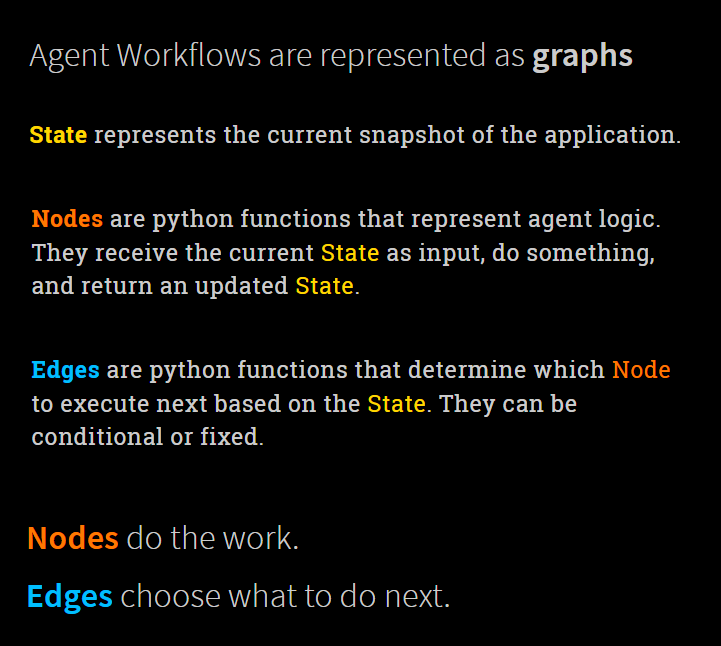 Agent Workflows are represented as graphs
State represents the current snapshot of the application.
Nodes are python functions that represent agent logic.
They receive the current State as input, do something,
and return an updated State.
Edges are python functions that determine which Node
to execute next based on the State. They can be
conditional or fixed.
Nodes do the work.
Edges choose what to do next.